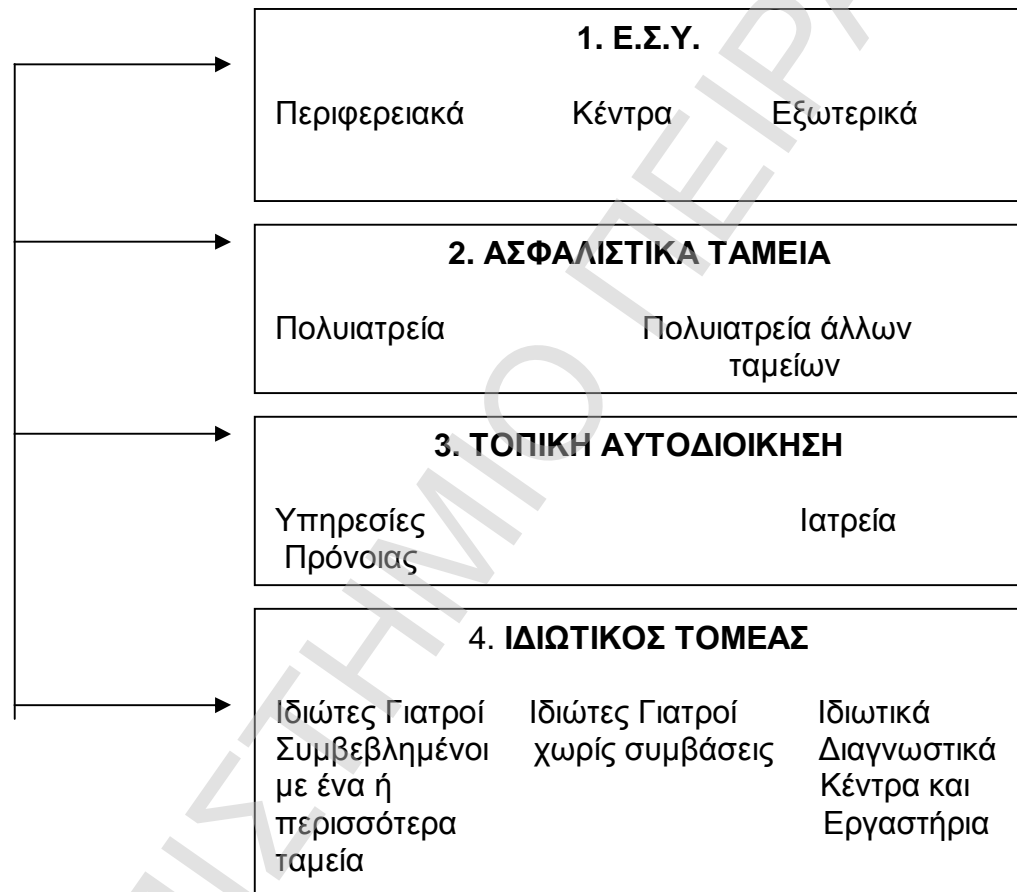 1. Ε.Σ.Υ.
Περιφερειακά Κέντρα Εξωτερικά
2. ΑΣΦΑΛΙΣΤΙΚΑ ΤΑΜΕΙΑ
Πολυιατρεία Πολυιατρεία άλλων
ταμείων
3. ΤΟΠΙΚΗ ΑΥΤΟΔΙΟΙΚΗΣΗ
Υπηρεσίες Ιατρεία
Πρόνοιας
4. ΙΔΙΩΤΙΚΟΣ ΤΟΜΕΑΣ
Ιδιώτες Γιατροί Ιδιώτες Γιατροί Ιδιωτικά
Συμβεβλημένοι χωρίς συμβάσεις Διαγνωστικά
με ένα ή Κέντρα και
περισσότερα Εργαστήρια
ταμεία